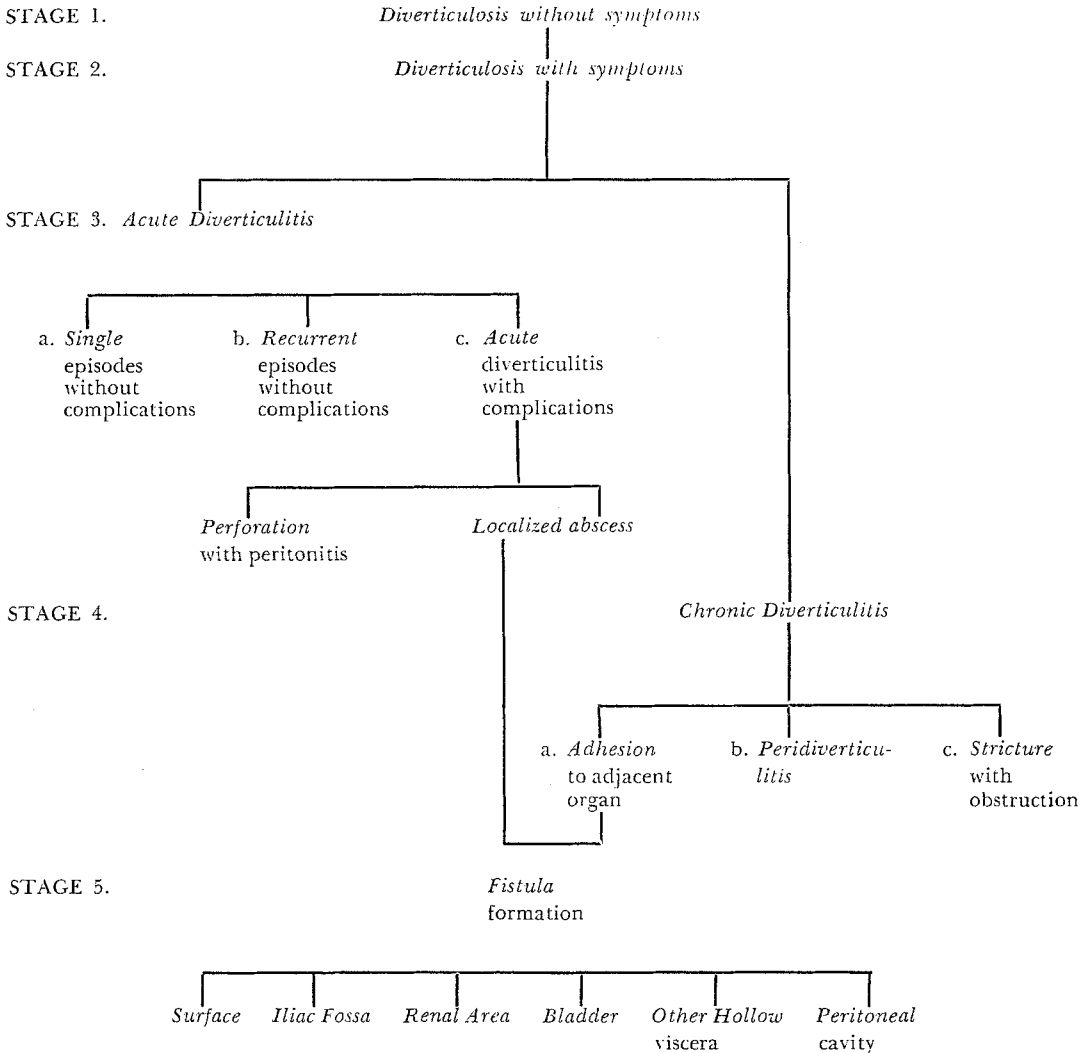 STAGE 1. Diverticulosis without symptoms
STAGE 2. Diverticulosis with symptoms
STAGE 3. Acute Diverticulitis
a. Single
episodes
without
complications
b. Recurrent
episodes
without
complications
c. Acute
diverticulitis
with
complications
Perforation
with peritonitis
Localized abscess
STAGE 4. Chronic Diverticulitis
a. Adhesion
to adjacent
organ
b. Peridiverticu-
litis
c. Stricture
with
obstruction
STAGE 5. Fistula
formation
Surface
Iliac Fossa
Renal Area
Bladder
Other Hollow
viscera
Peritoneal
cavity